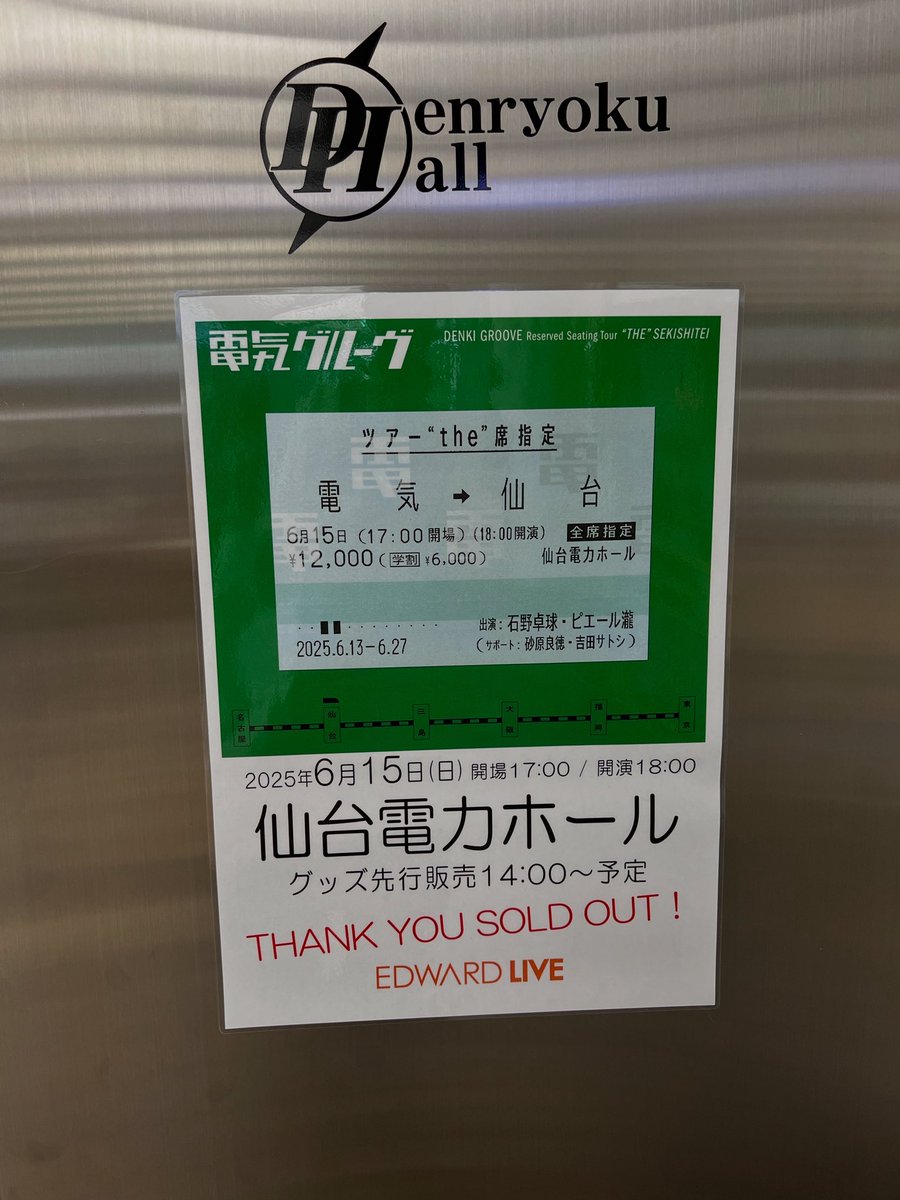 Denryoku
Hall
電気グルーヴ
DENKI GROOVE Reserved Seating Tour "THE" SEKISHITEI
ツアー“the”席指定
電気➡仙台
6月15日（17:00開場）（18:00開演） 全席指定
¥12,000（学割 ¥6,000） 仙台電力ホール
出演：石野卓球・ピエール瀧
2025.6.13−6.27 （サポート：砂原良徳・吉田サトシ）
名古屋 仙台 三島 大阪 福岡 東京
2025年6月15日(日) 開場17:00 / 開演18:00
仙台電力ホール
グッズ先行販売14:00〜予定
THANK YOU SOLD OUT！
EDWARD LIVE